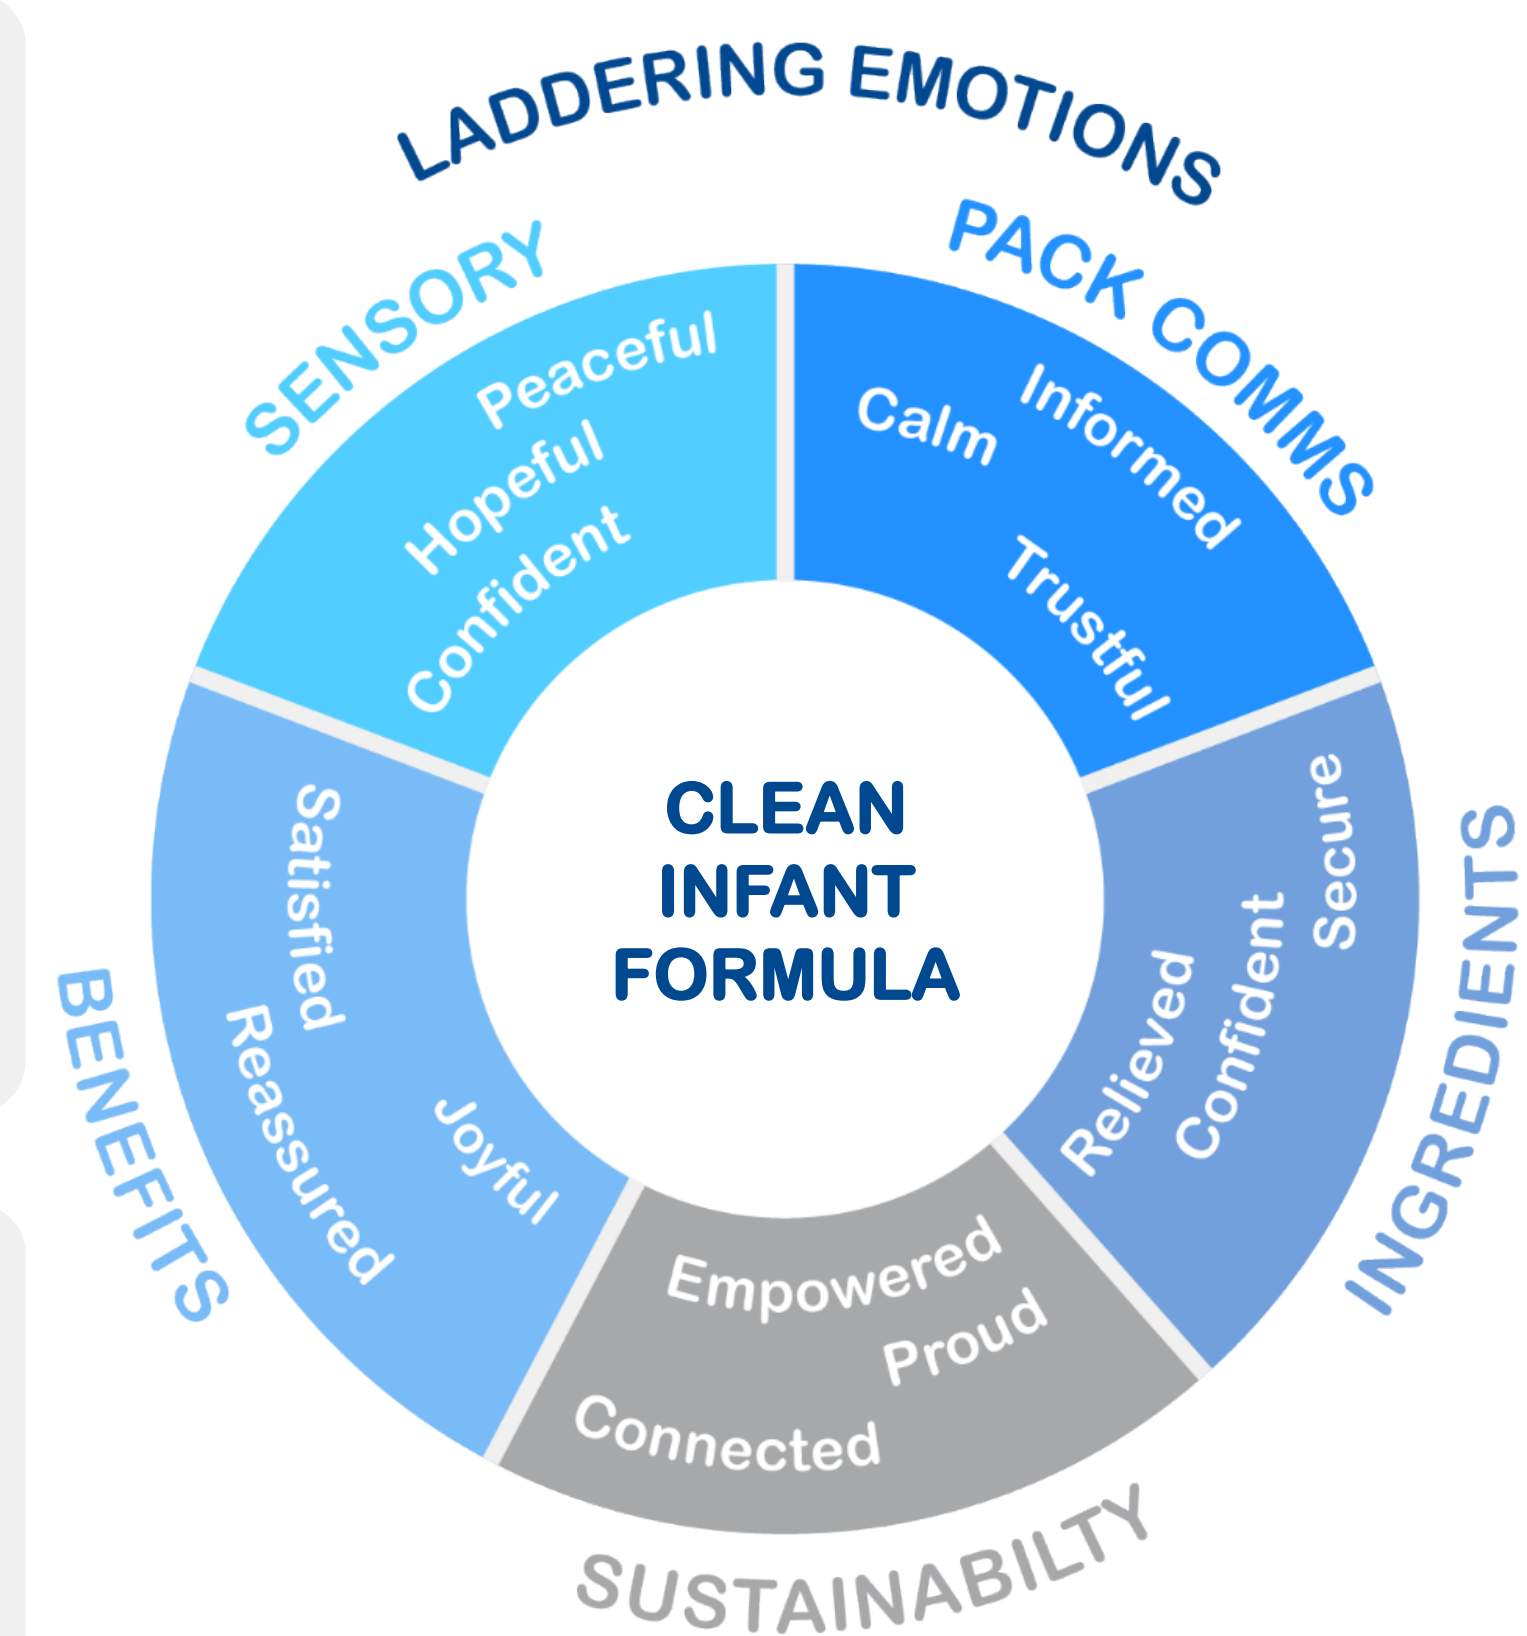 LADDERING EMOTIONS
SENSORY
Peaceful
Hopeful
Confident
PACK COMMS
Informed
Calm
Trustful
INGREDIENTS
Secure
Confident
Relieved
SUSTAINABILTY
Empowered
Proud
Connected
BENEFITS
Satisfied
Reassured
Joyful
CLEAN
INFANT
FORMULA